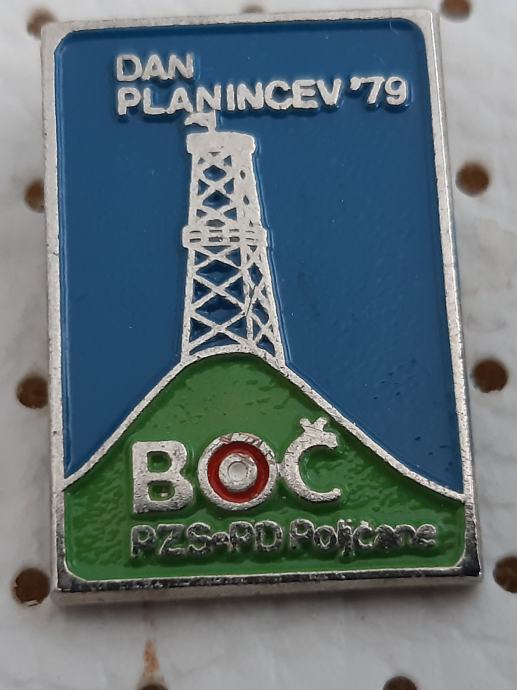 DAN
PLANINCEV '79
BOČ
PZS-PD Poljčane